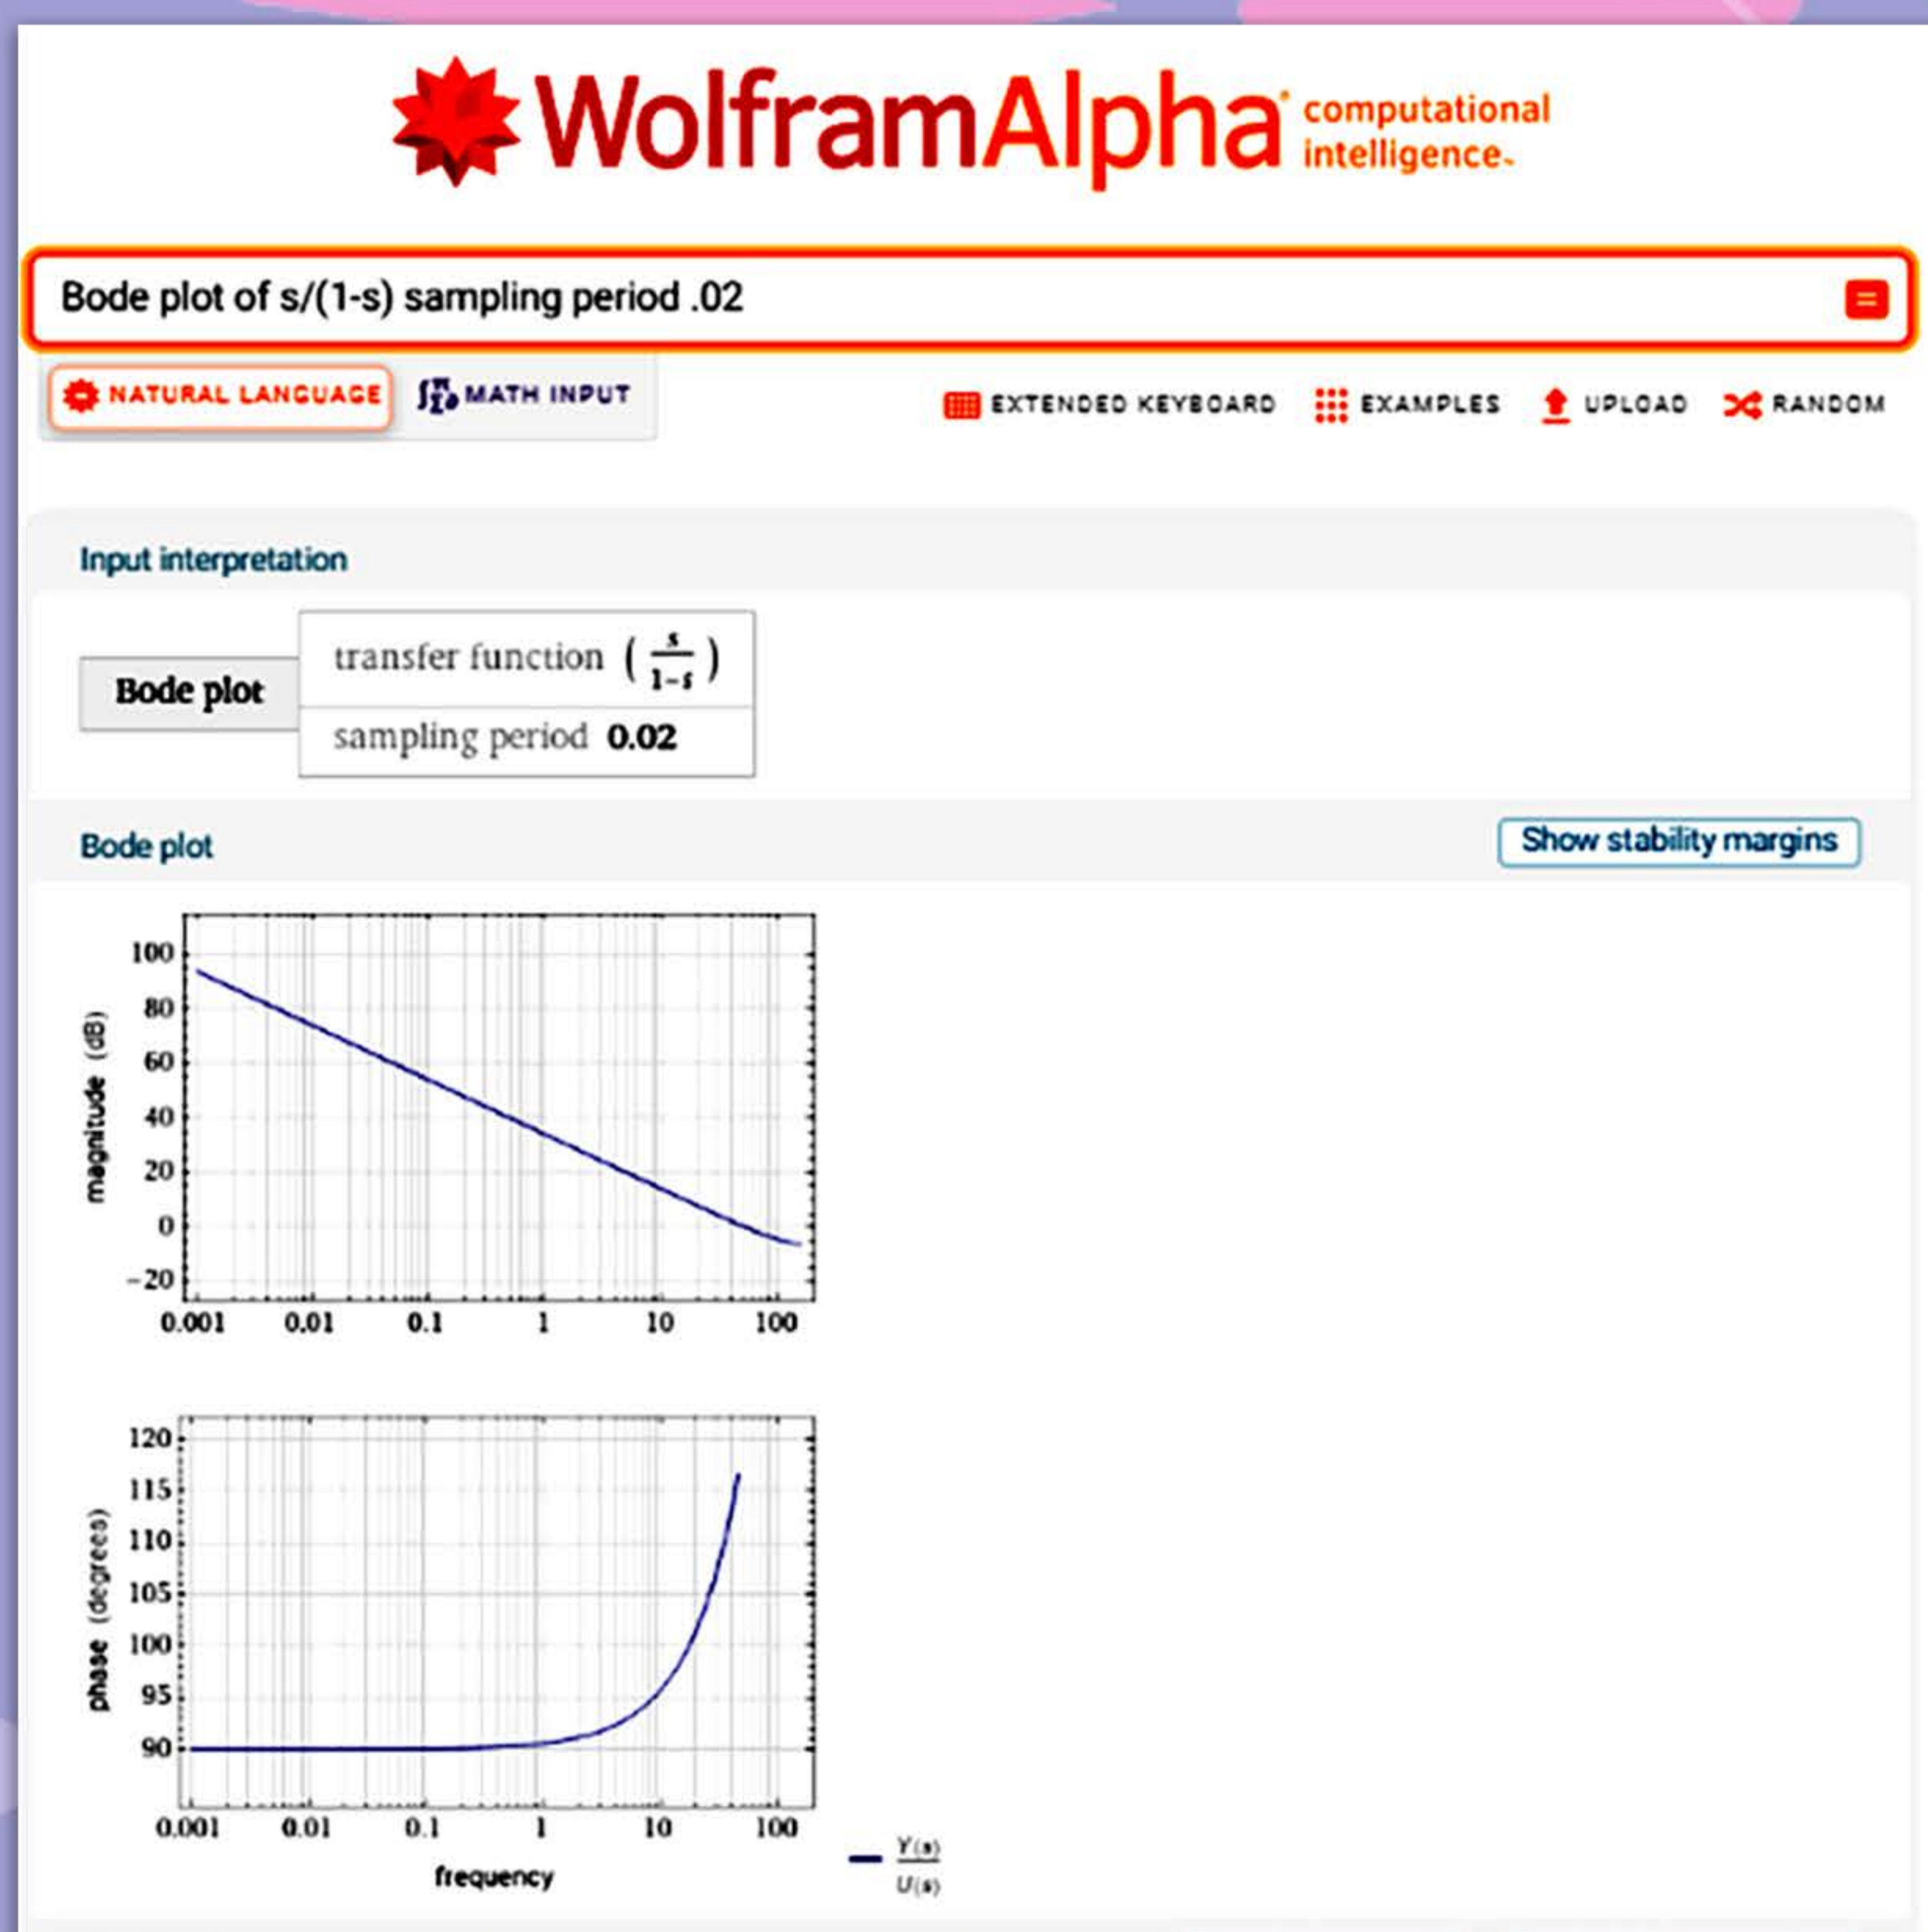 WolframAlpha computational
intelligence™
Bode plot of s/(1-s) sampling period .02
=
NATURAL LANGUAGE MATH INPUT EXTENDED KEYBOARD EXAMPLES UPLOAD RANDOM
Input interpretation
Bode plot
transfer function (s/1-s)
sampling period 0.02
Bode plot Show stability margins
magnitude (dB)
100
80
60
40
20
0
-20
0.001 0.01 0.1 1 10 100
phase (degrees)
120
115
110
105
100
95
90
0.001 0.01 0.1 1 10 100
frequency
Y(s)
U(s)